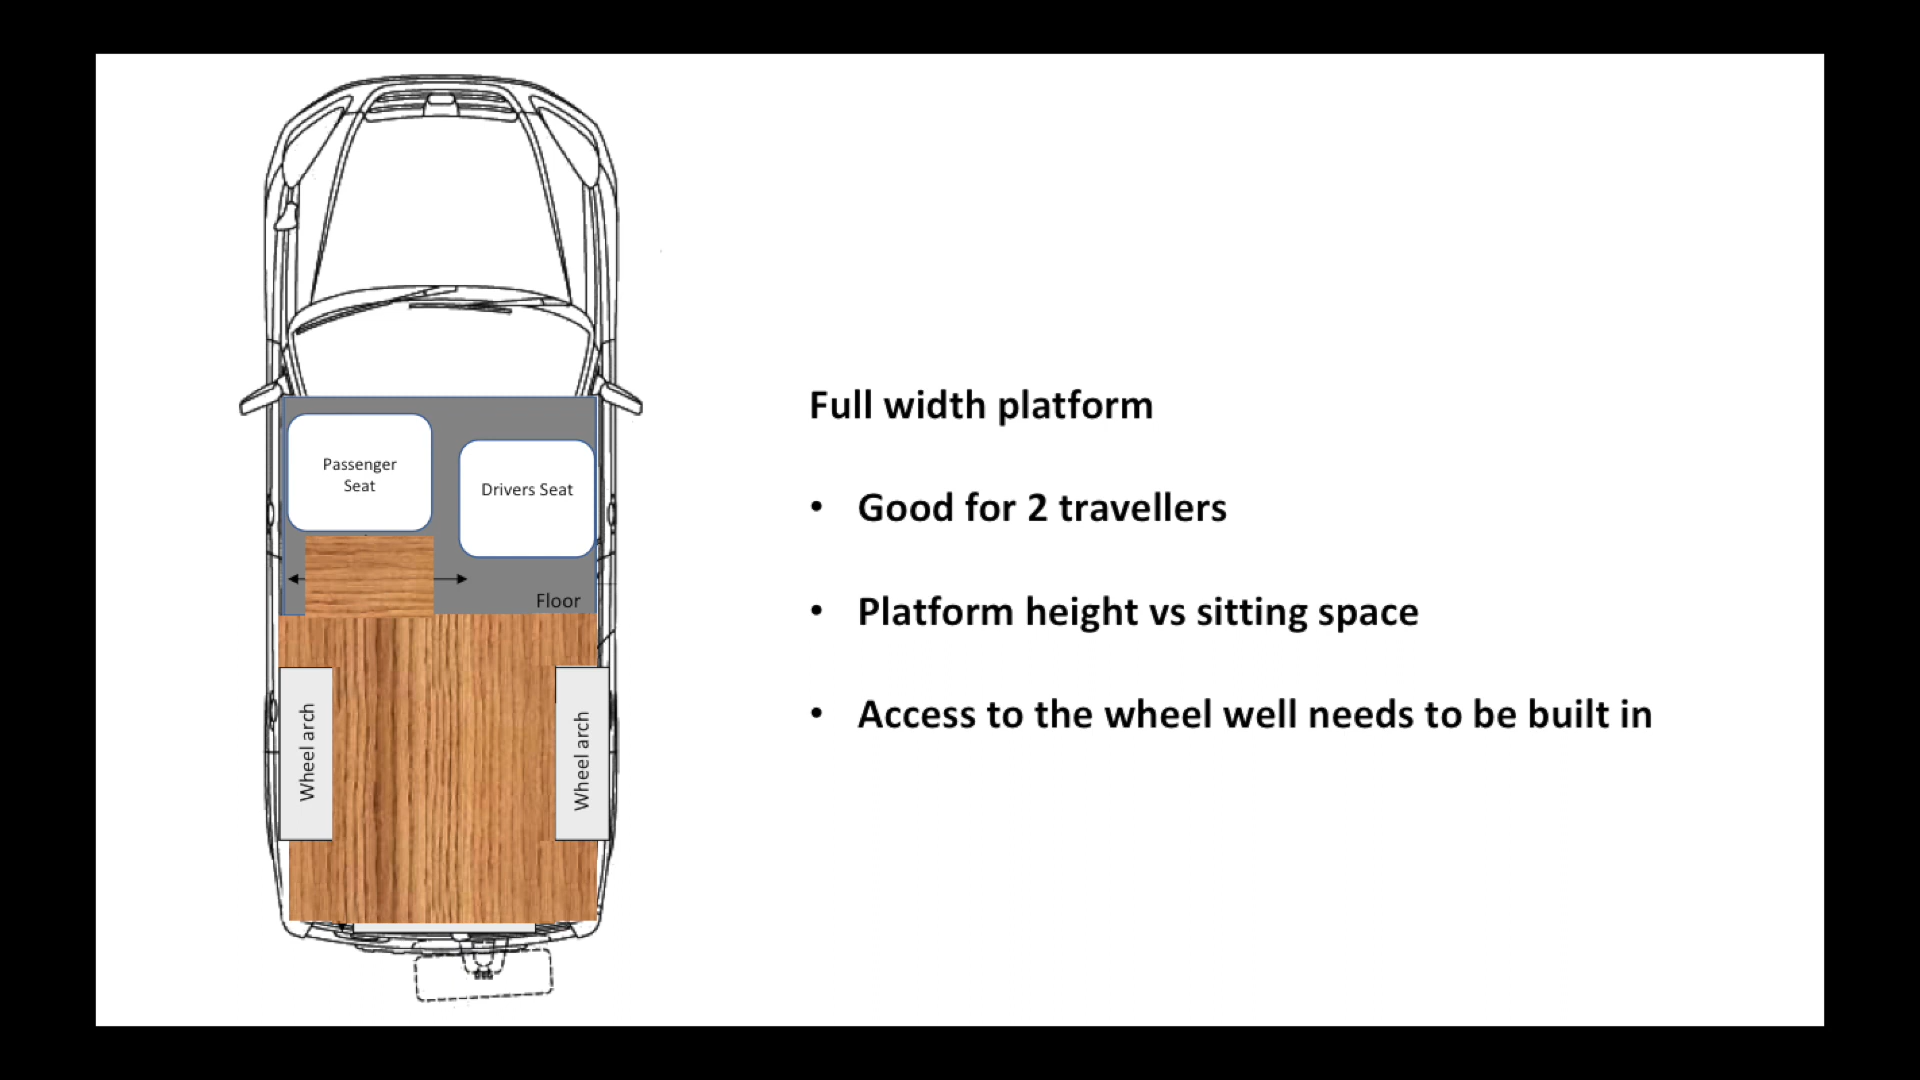 Passenger
Seat
Drivers Seat
Floor
Wheel arch
Wheel arch
Full width platform
• Good for 2 travellers
• Platform height vs sitting space
• Access to the wheel well needs to be built in